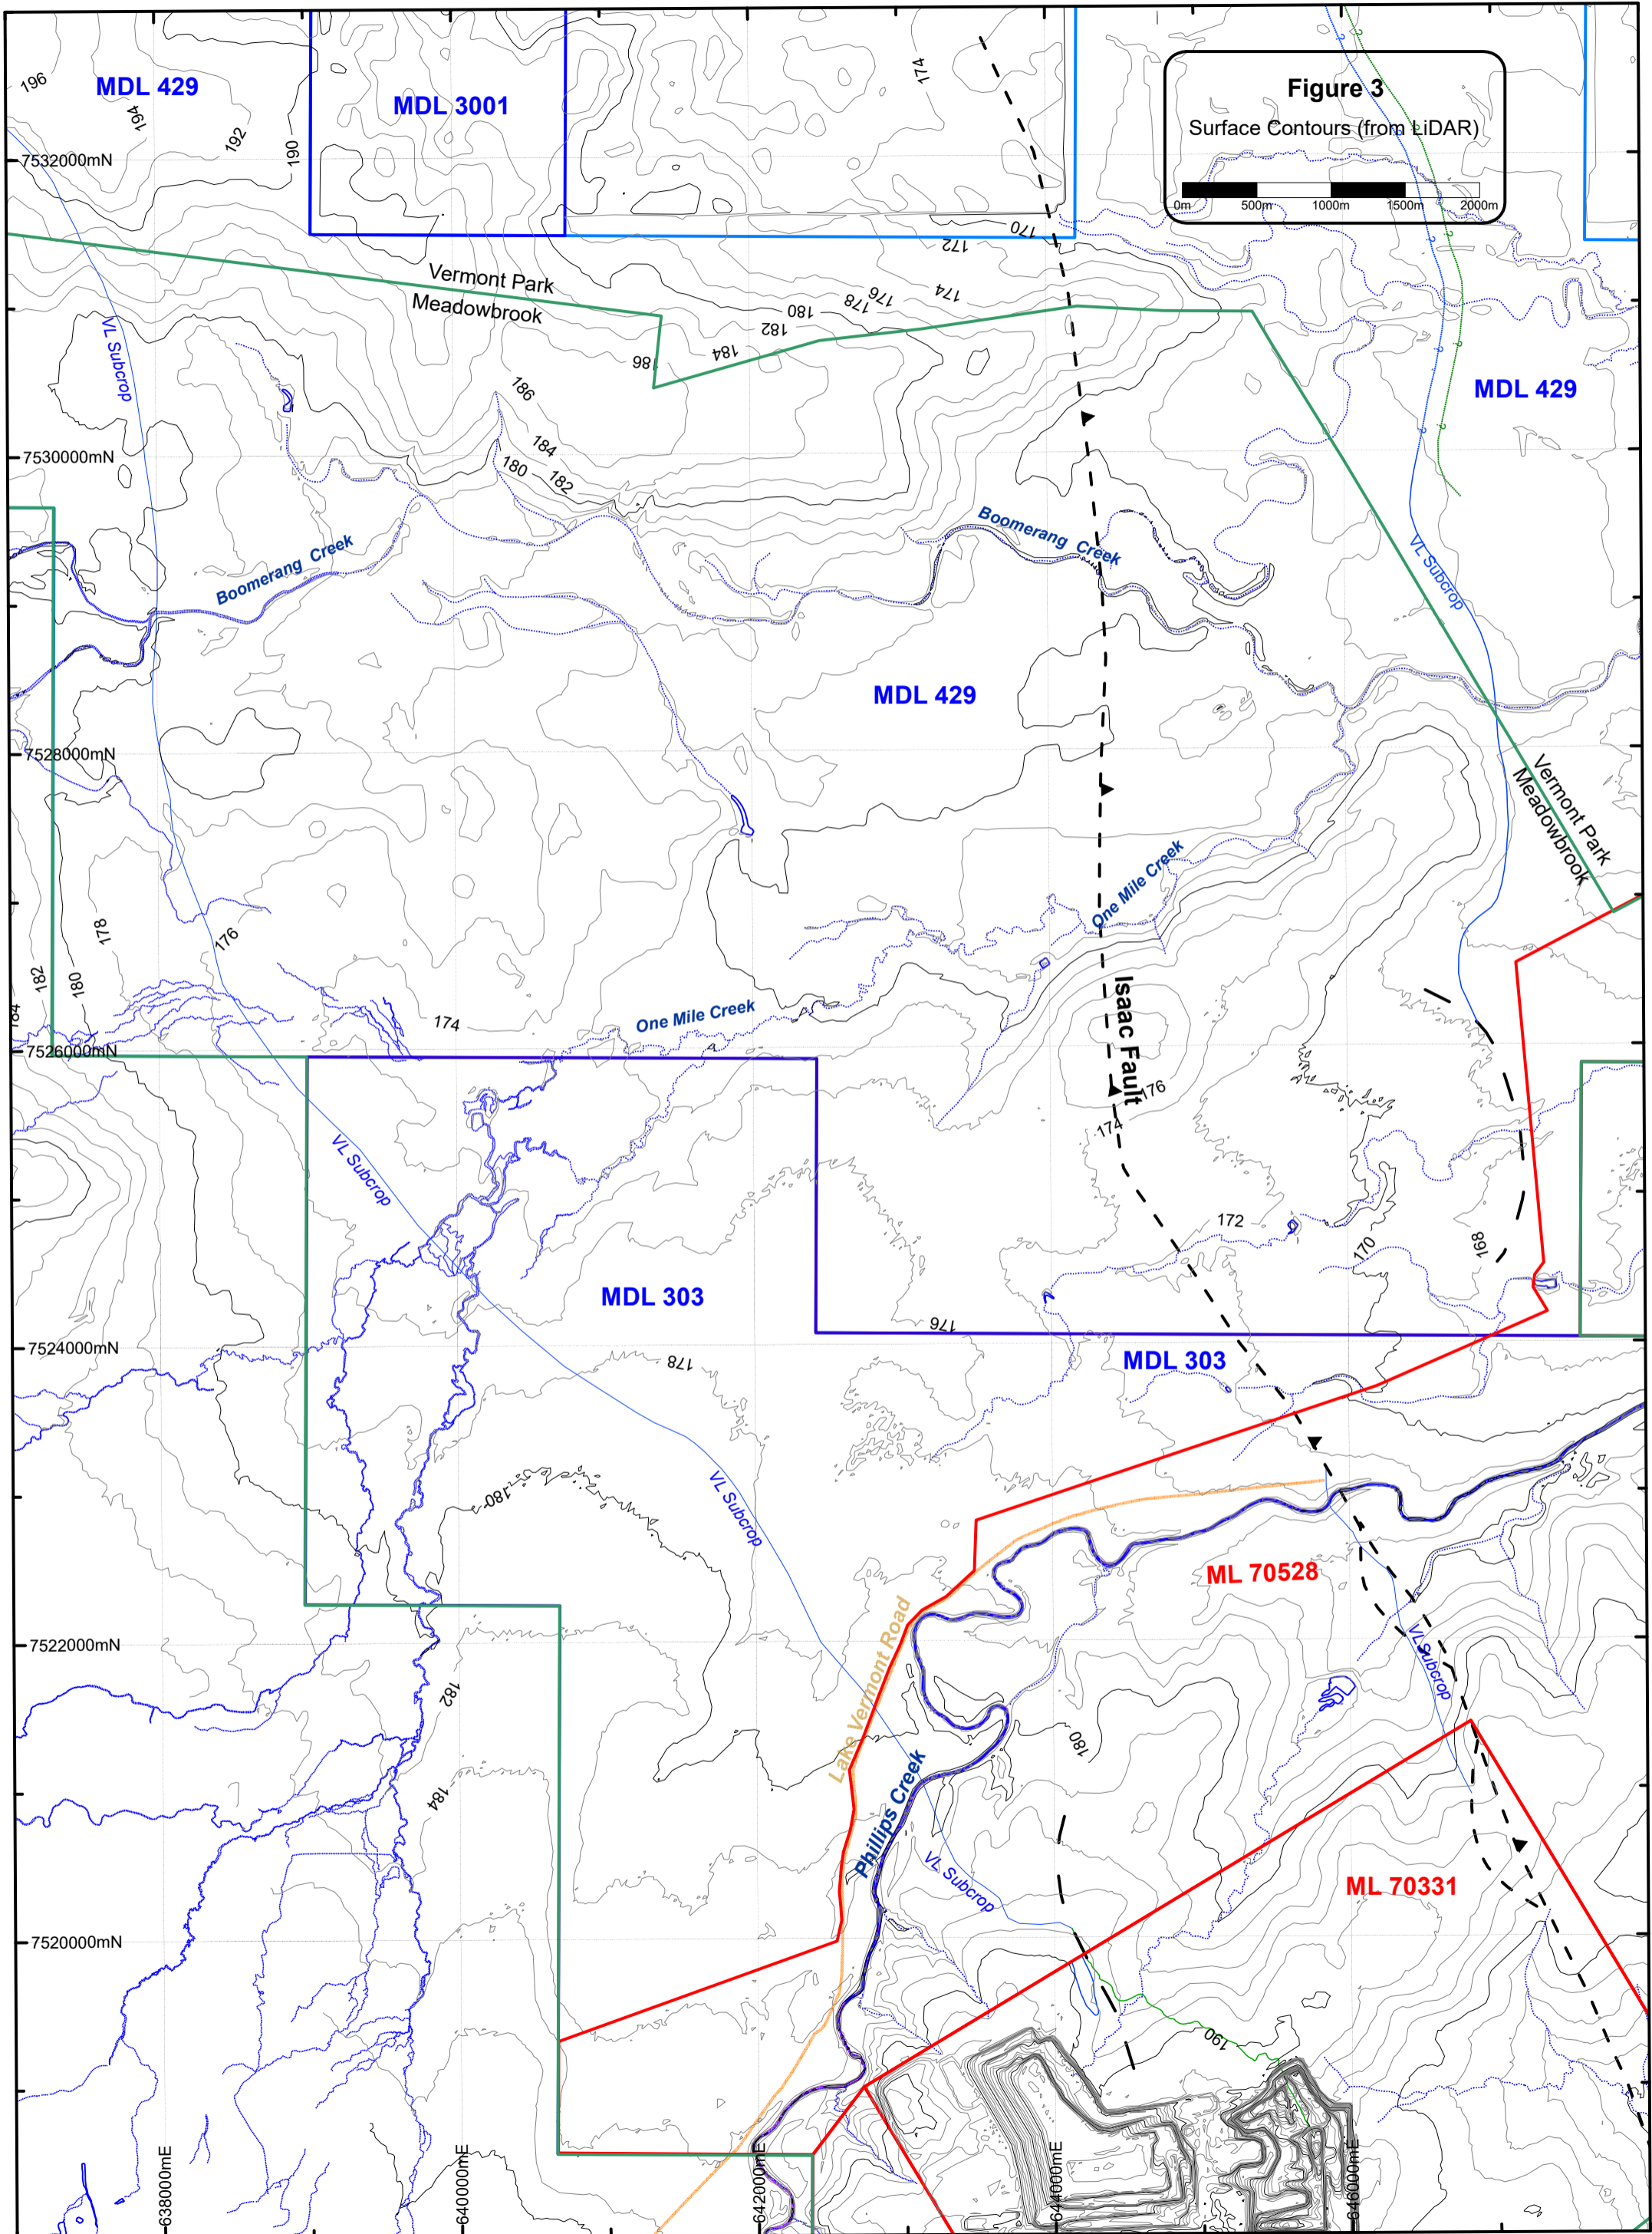 196
MDL 429
194
192
190
MDL 3001
174
Figure 3
Surface Contours (from LiDAR)
0m 500m 1000m 1500m 2000m
7532000mN
170
172
174
176
178
180
182
184
186
Vermont Park
Meadowbrook
VL Subcrop
MDL 429
186
184
180
182
7530000mN
Boomerang Creek
Boomerang Creek
VL Subcrop
MDL 429
7528000mN
Vermont Park
Meadowbrook
One Mile Creek
178
176
182
180
184
174
One Mile Creek
Isaac Fault
7526000mN
176
174
VL Subcrop
172
170
168
MDL 303
176
7524000mN
178
MDL 303
180
VL Subcrop
ML 70528
Lake Vermont Road
7522000mN
VL Subcrop
182
180
184
Phillips Creek
VL Subcrop
ML 70331
7520000mN
190
638000mE
640000mE
642000mE
644000mE
646000mE